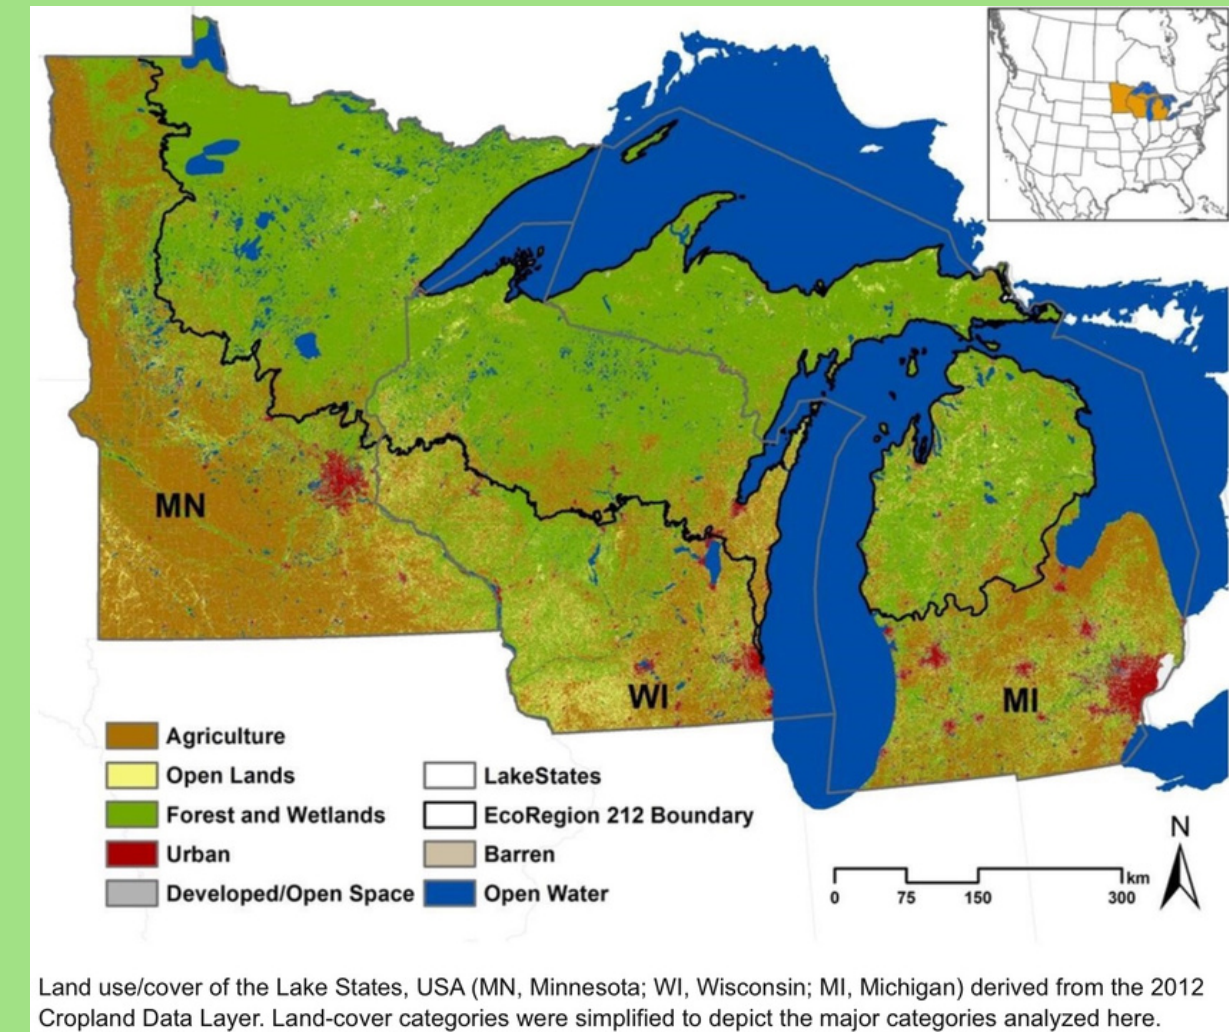 MN
WI
MI
Agriculture
Open Lands
Forest and Wetlands
Urban
Developed/Open Space
LakeStates
EcoRegion 212 Boundary
Barren
Open Water
N
km
0 75 150 300
Land use/cover of the Lake States, USA (MN, Minnesota; WI, Wisconsin; MI, Michigan) derived from the 2012
Cropland Data Layer. Land-cover categories were simplified to depict the major categories analyzed here.